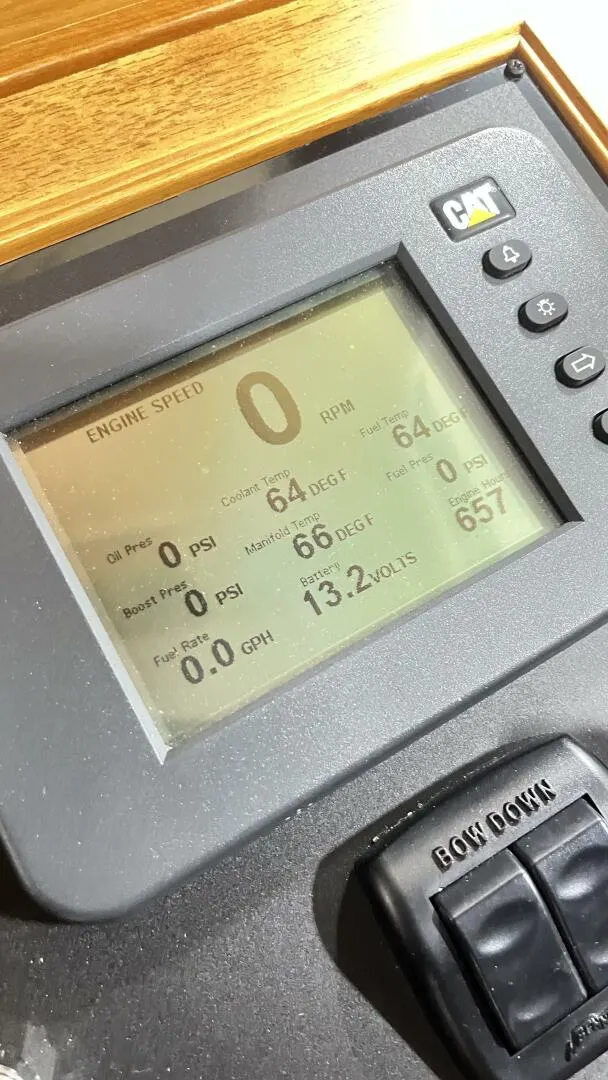 CAT
ENGINE SPEED 0 RPM
Coolant Temp
64 DEG F
Fuel Temp
64 DEG F
Oil Pres
0 PSI
Manifold Temp
66 DEG F
Fuel Pres
0 PSI
Boost Pres
0 PSI
Battery
13.2 VOLTS
Engine Hours
657
Fuel Rate
0.0 GPH
BOW DOWN